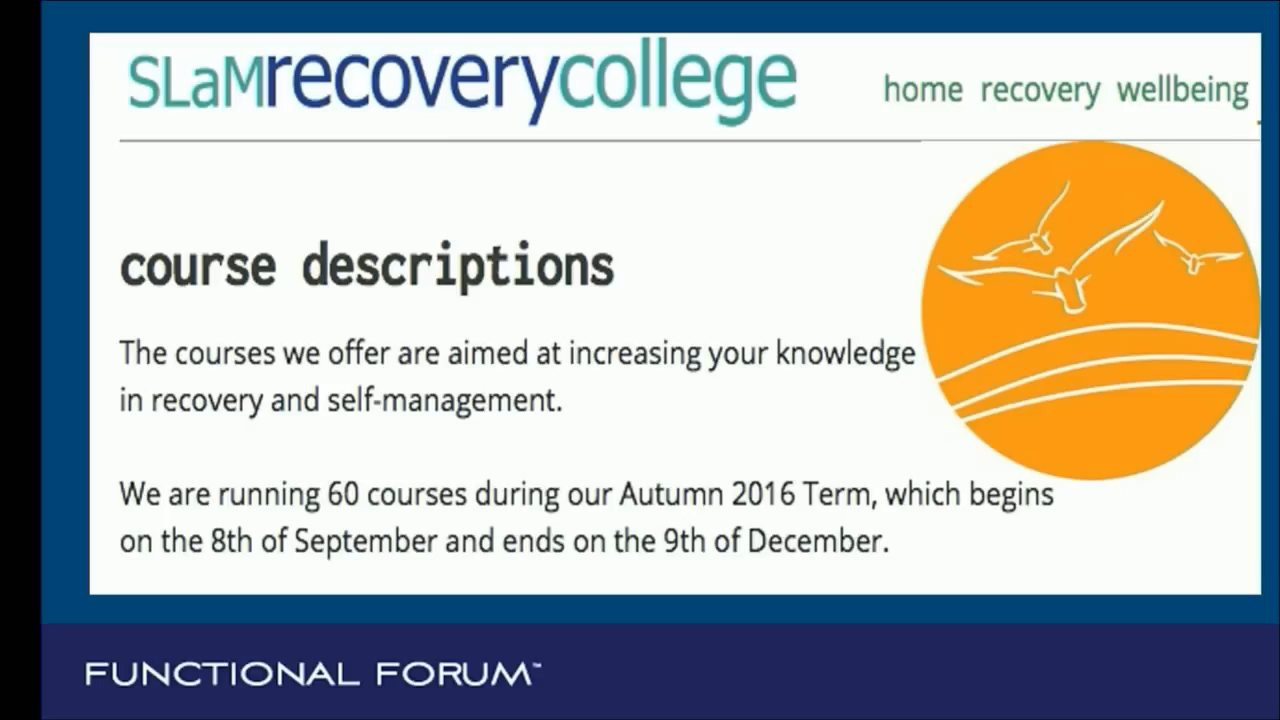 SLaMrecoverycollege
home recovery wellbeing
course descriptions
The courses we offer are aimed at increasing your knowledge
in recovery and self-management.
We are running 60 courses during our Autumn 2016 Term, which begins
on the 8th of September and ends on the 9th of December.
FUNCTIONAL FORUM™